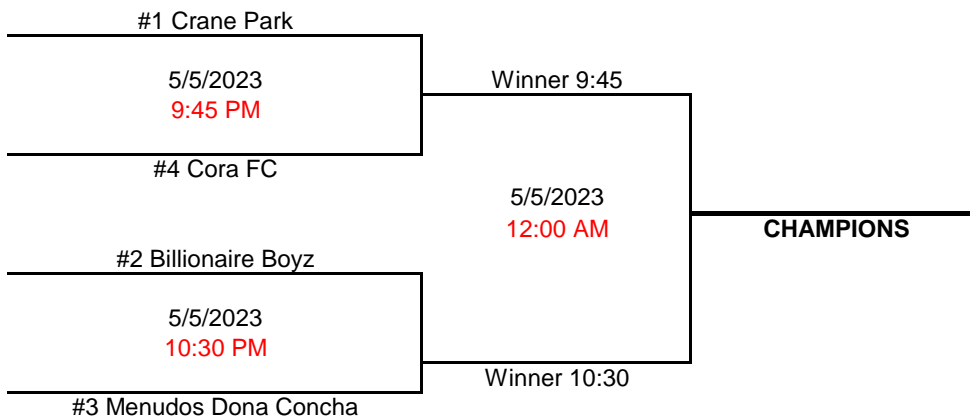 #1 Crane Park
5/5/2023
9:45 PM
Winner 9:45
#4 Cora FC
5/5/2023
12:00 AM
CHAMPIONS
#2 Billionaire Boyz
5/5/2023
10:30 PM
Winner 10:30
#3 Menudos Dona Concha